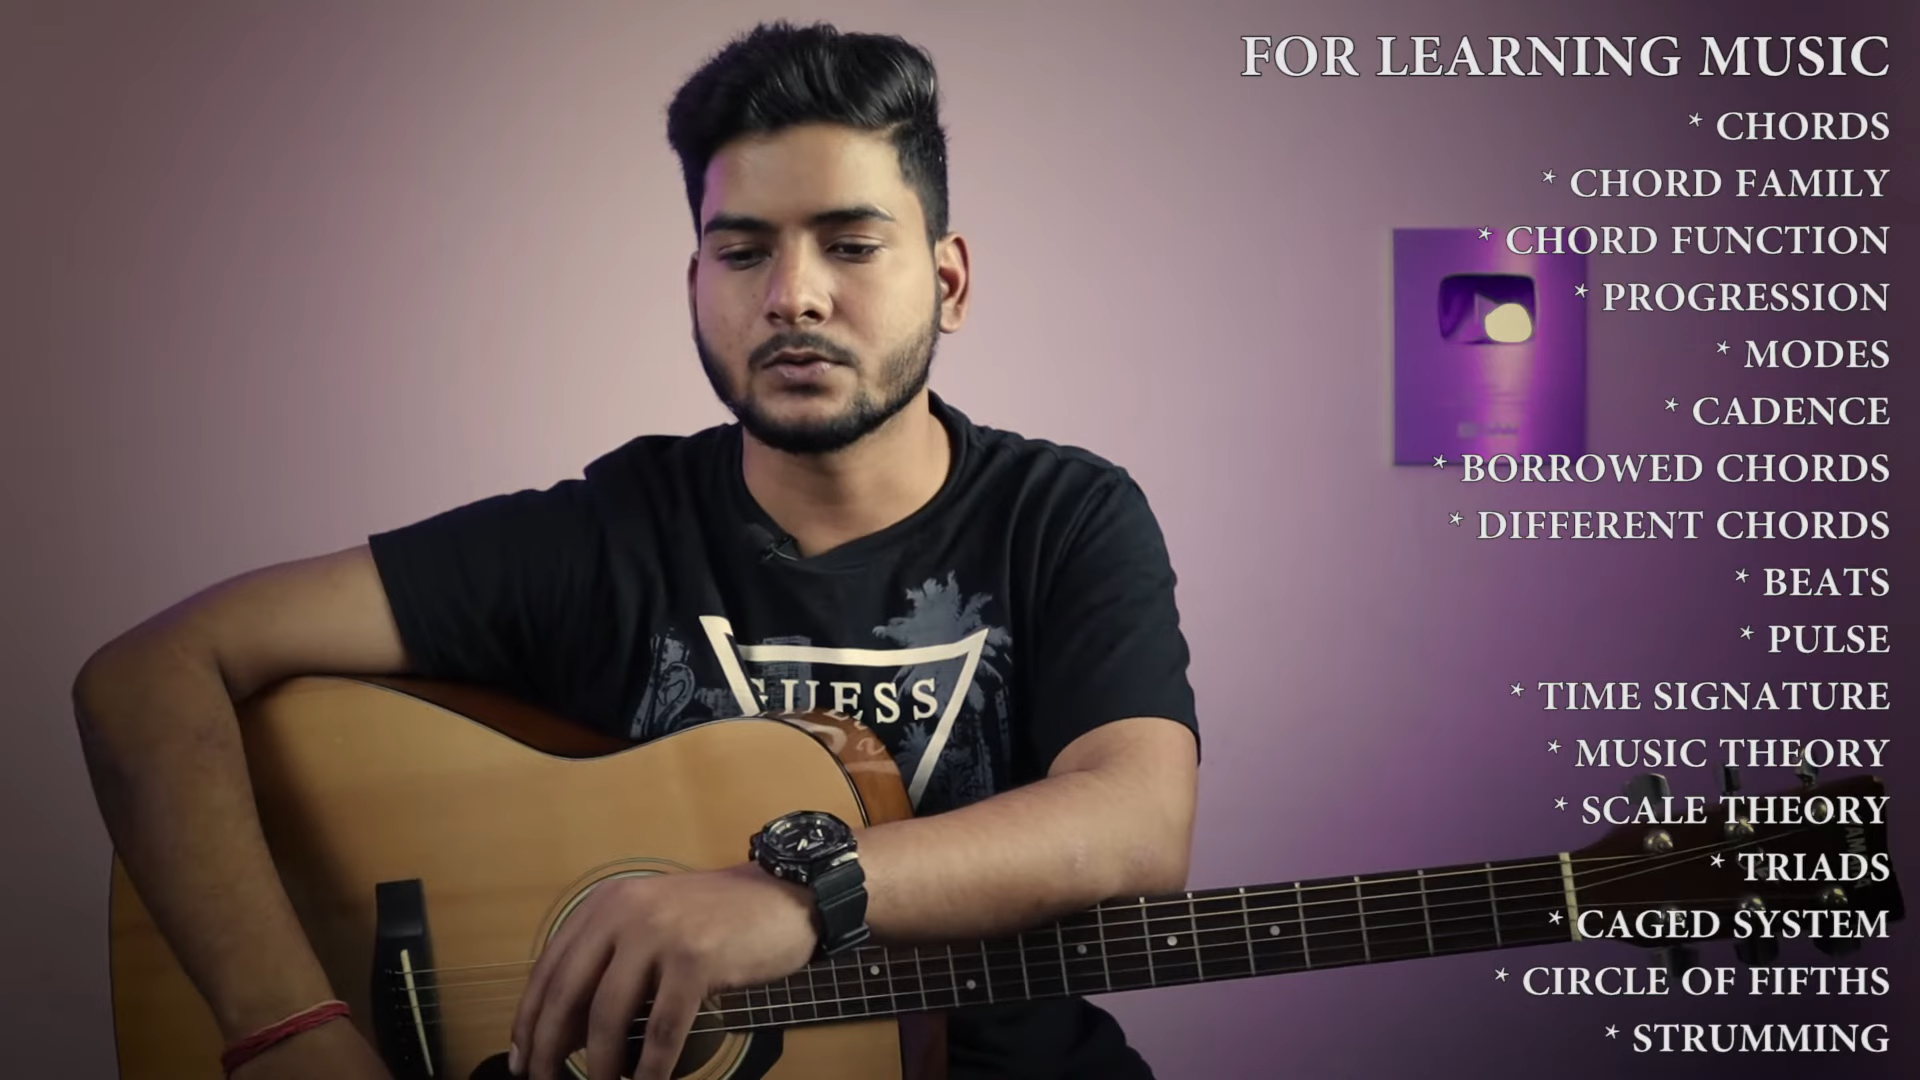 FOR LEARNING MUSIC
* CHORDS
* CHORD FAMILY
* CHORD FUNCTION
* PROGRESSION
* MODES
* CADENCE
* BORROWED CHORDS
* DIFFERENT CHORDS
* BEATS
* PULSE
* TIME SIGNATURE
* MUSIC THEORY
* SCALE THEORY
* TRIADS
* CAGED SYSTEM
* CIRCLE OF FIFTHS
* STRUMMING
GUESS